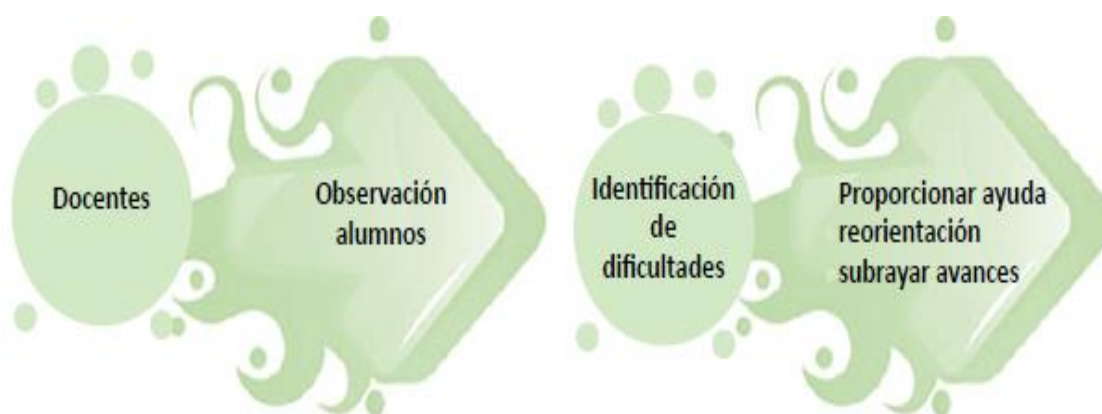 Docentes
Observación
alumnos
Identificación
de
dificultades
Proporcionar ayuda
reorientación
subrayar avances